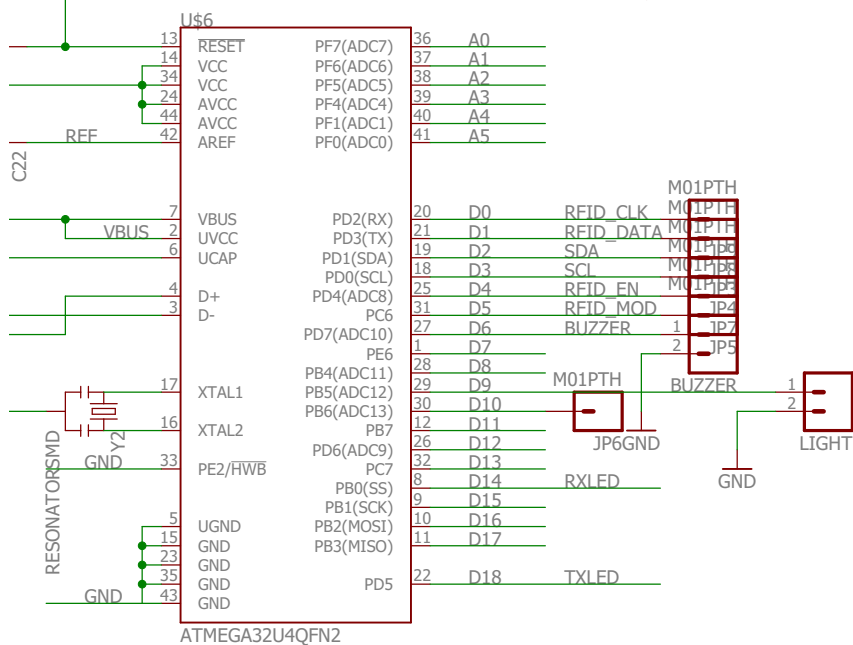 U$6
13 RESET PF7(ADC7) 36 A0
14 VCC PF6(ADC6) 37 A1
34 VCC PF5(ADC5) 38 A2
24 AVCC PF4(ADC4) 39 A3
44 AVCC PF1(ADC1) 40 A4
REF 42 AREF PF0(ADC0) 41 A5
C22
M01PTH
7 VBUS PD2(RX) 20 D0 RFID_CLK M01PTH
VBUS 2 UVCC PD3(TX) 21 D1 RFID_DATA M01PTH
6 UCAP PD1(SDA) 19 D2 SDA
PD0(SCL) 18 D3 SCL
4 D+ PD4(ADC8) 25 D4 RFID_EN
3 D- PC6 31 D5 RFID_MOD JP4
PD7(ADC10) 27 D6 BUZZER 1 JP7
PE6 1 D7 2 JP5
PB4(ADC11) 28 D8
17 XTAL1 PB5(ADC12) 29 D9 M01PTH BUZZER 1
PB6(ADC13) 30 D10 2
16 XTAL2 PB7 12 D11
Y2
JP6GND LIGHT
PD6(ADC9) 26 D12
GND 33 PE2/HWB PC7 32 D13
GND
RESONATORSMD
PB0(SS) 8 D14 RXLED
PB1(SCK) 9 D15
5 UGND PB2(MOSI) 10 D16
15 GND PB3(MISO) 11 D17
23 GND
35 GND PD5 22 D18 TXLED
GND 43 GND
ATMEGA32U4QFN2